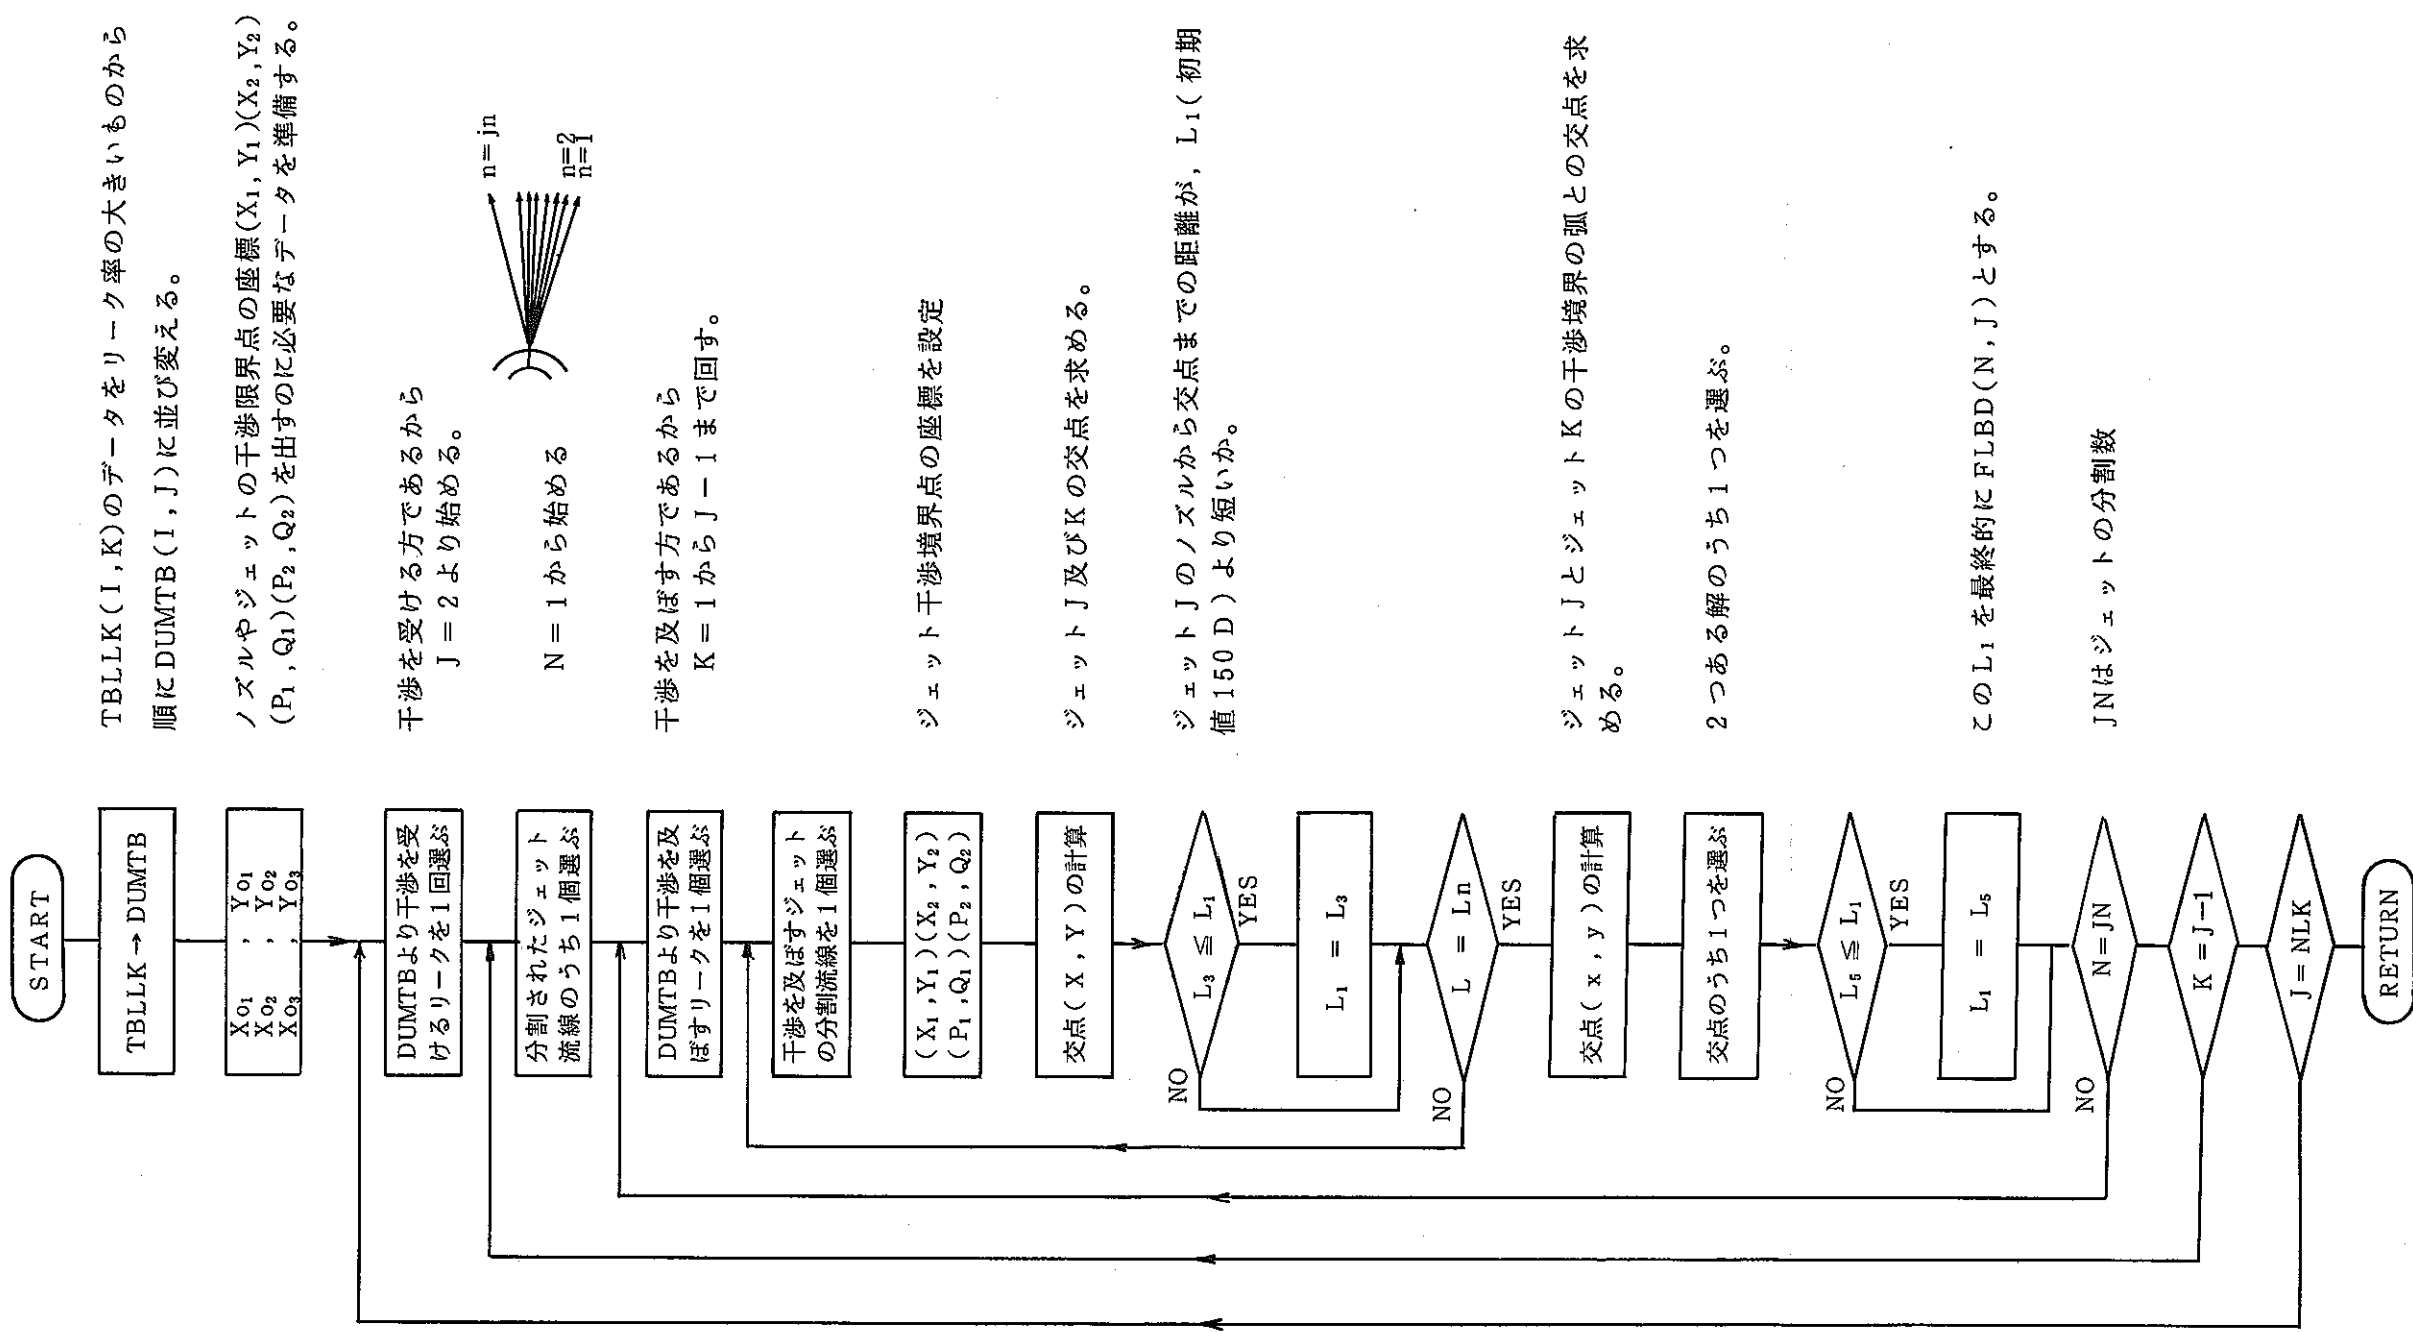 START
TBLLK→DUMTB
TBLLK(I,K)のデータをリーク率の大きいものから
順にDUMTB(I,J)に並び変える。
X₀₁ , Y₀₁
X₀₂ , Y₀₂
X₀₃ , Y₀₃
ノズルやジェットの干渉限界点の座標(X₁,Y₁)(X₂,Y₂)
(P₁,Q₁)(P₂,Q₂)を出すのに必要なデータを準備する。
DUMTBより干渉を受
けるリークを1回選ぶ
干渉を受ける方であるから
J=2より始める。
分割されたジェット
流線のうち1個選ぶ
N=1から始める
n=jn
n=2
n=1
DUMTBより干渉を及
ぼすリークを1個選ぶ
干渉を及ぼす方であるから
K=1からJ-1まで回す。
干渉を及ぼすジェット
の分割流線を1個選ぶ
(X₁,Y₁)(X₂,Y₂)
(P₁,Q₁)(P₂,Q₂)
ジェット干渉境界点の座標を設定
交点(X,Y)の計算
ジェットJ及びKの交点を求める。
L₃≦L₁
YES
NO
ジェットJのノズルから交点までの距離が,L₁(初期
値150D)より短いか。
L₁=L₃
L=Ln
YES
NO
交点(x,y)の計算
ジェットJとジェットKの干渉境界の弧との交点を求
める。
交点のうち1つを選ぶ
2つある解のうち1つを選ぶ。
L₅≦L₁
YES
NO
L₁=L₅
このL₁を最終的にFLBD(N,J)とする。
N=JN
NO
JNはジェットの分割数
K=J-1
J=NLK
RETURN